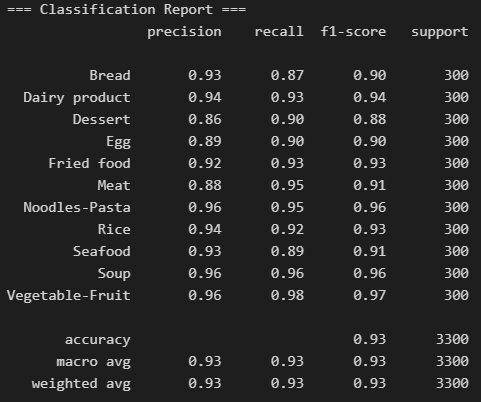 === Classification Report ===
precision recall f1-score support
Bread 0.93 0.87 0.90 300
Dairy product 0.94 0.93 0.94 300
Dessert 0.86 0.90 0.88 300
Egg 0.89 0.90 0.90 300
Fried food 0.92 0.93 0.93 300
Meat 0.88 0.95 0.91 300
Noodles-Pasta 0.96 0.95 0.96 300
Rice 0.94 0.92 0.93 300
Seafood 0.93 0.89 0.91 300
Soup 0.96 0.96 0.96 300
Vegetable-Fruit 0.96 0.98 0.97 300
accuracy 0.93 3300
macro avg 0.93 0.93 0.93 3300
weighted avg 0.93 0.93 0.93 3300